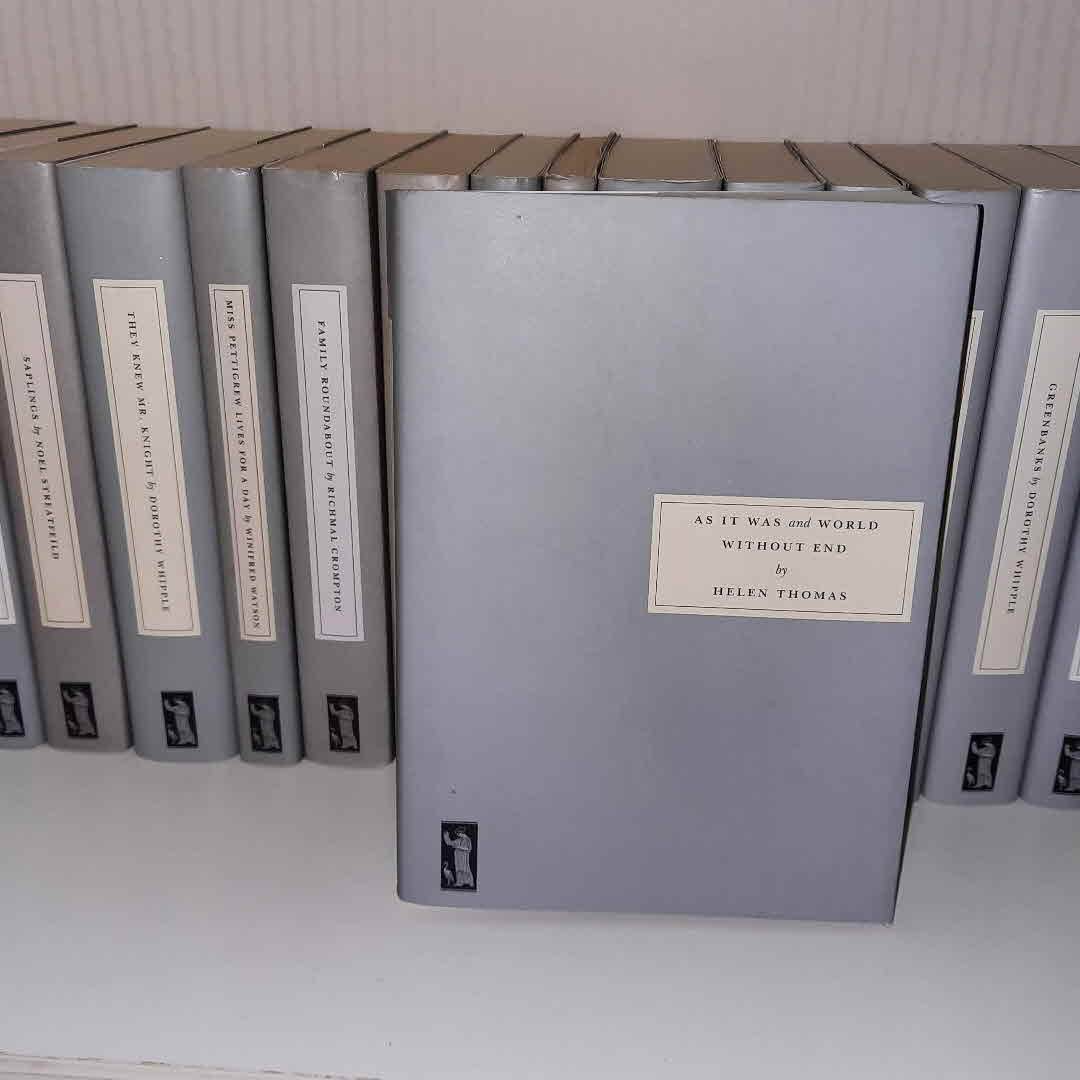 SAPLINGS by NOEL STREATFEILD
THEY KNEW MR. KNIGHT by DOROTHY WHIPPLE
MISS PETTIGREW LIVES FOR A DAY by WINIFRED WATSON
FAMILY ROUNDABOUT by RICHMAL CROMPTON
AS IT WAS and WORLD
WITHOUT END
by
HELEN THOMAS
GREENBANKS by DOROTHY WHIPPLE